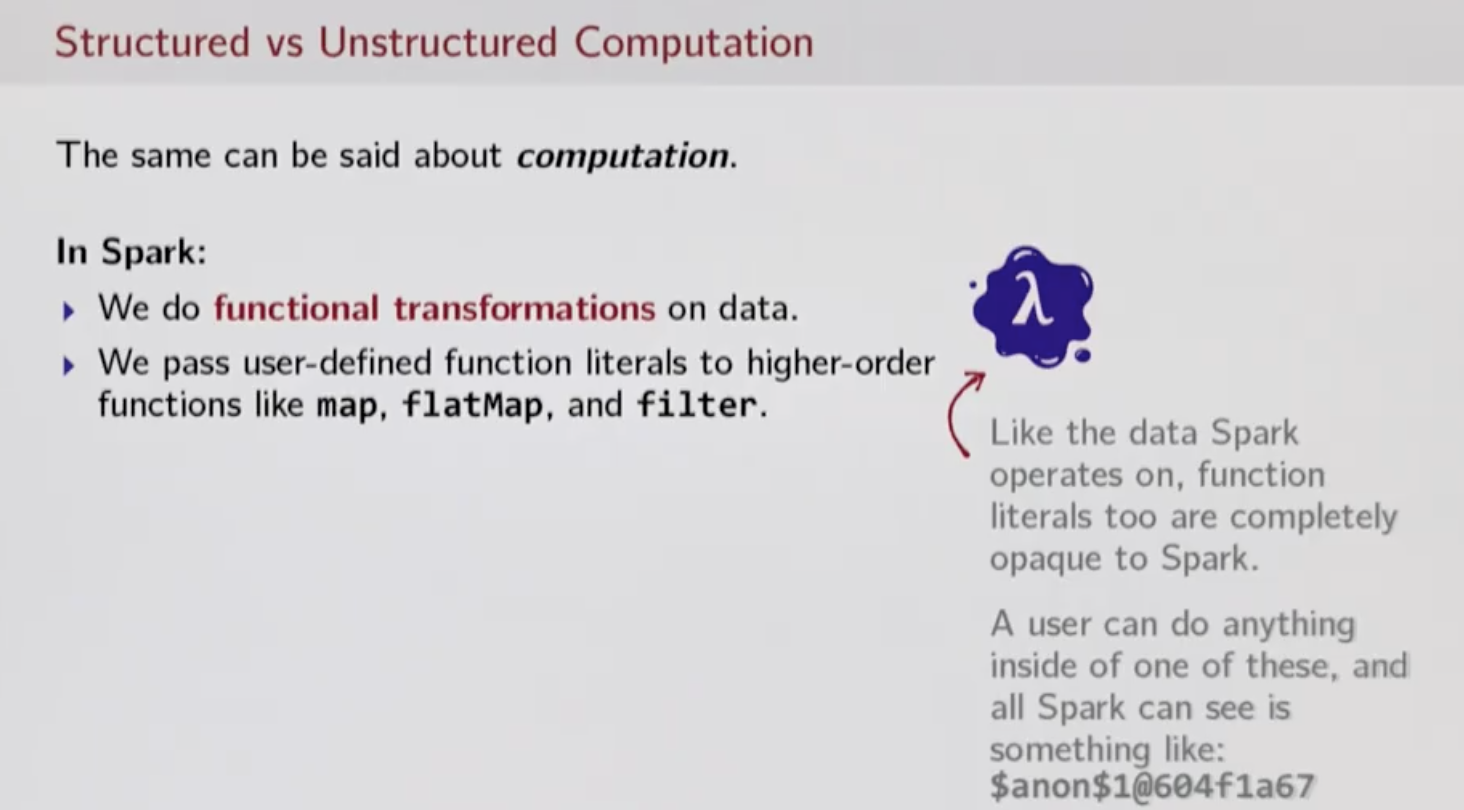 Structured vs Unstructured Computation
The same can be said about computation.
In Spark:
We do functional transformations on data.
We pass user-defined function literals to higher-order
functions like map, flatMap, and filter.
λ
Like the data Spark
operates on, function
literals too are completely
opaque to Spark.
A user can do anything
inside of one of these, and
all Spark can see is
something like:
$anon$1@604f1a67